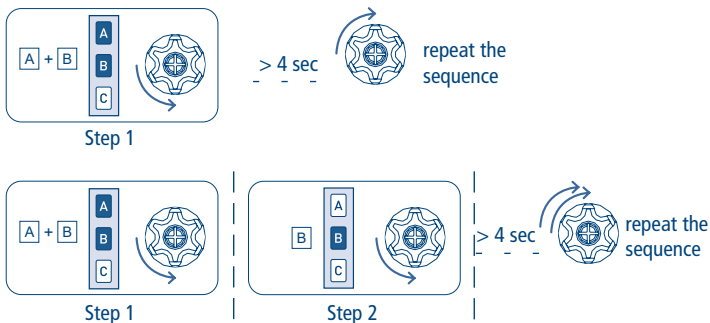 A
A + B
B
C
> 4 sec
repeat the
sequence
Step 1
A
A + B
B
C
Step 1
A
B
B
C
Step 2
> 4 sec
repeat the
sequence